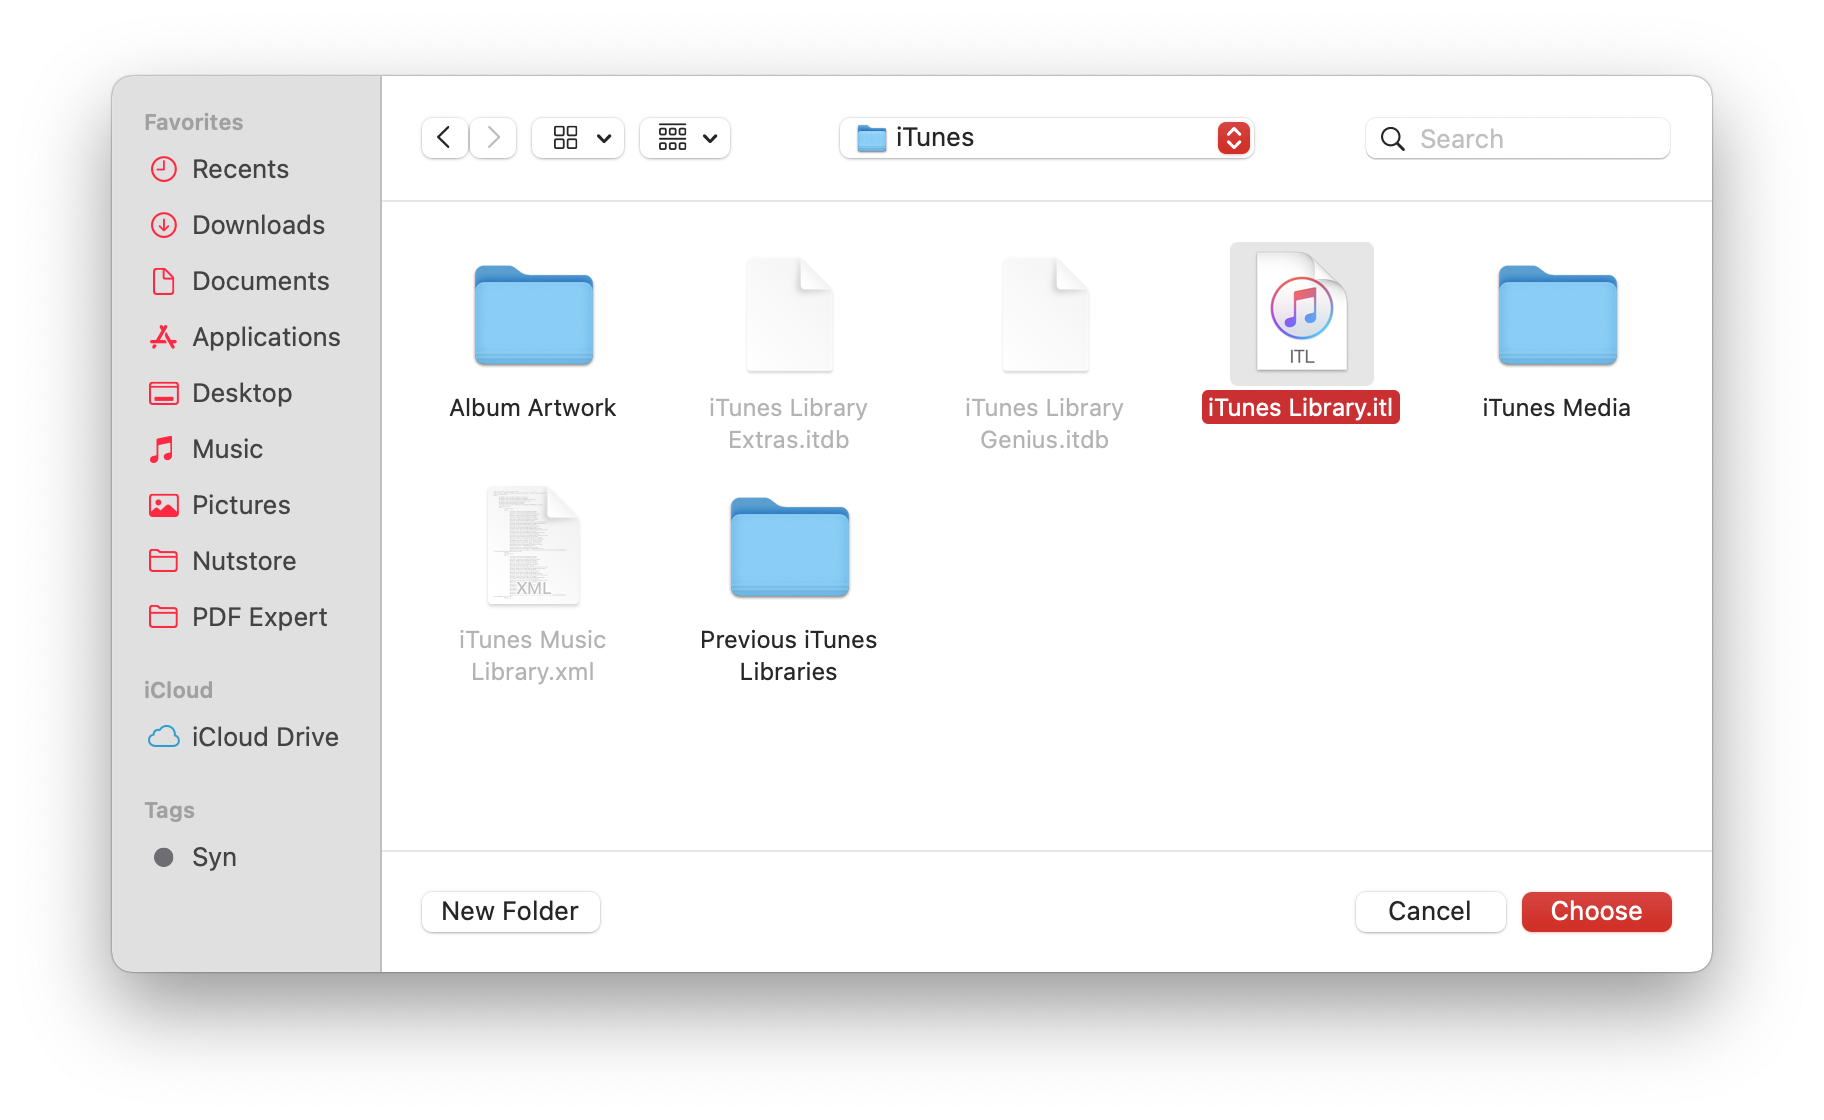 Favorites
Recents
Downloads
Documents
Applications
Desktop
Music
Pictures
Nutstore
PDF Expert
iCloud
iCloud Drive
Tags
Syn
iTunes
Search
Album Artwork
iTunes Library
Extras.itdb
iTunes Library
Genius.itdb
ITL
iTunes Library.itl
iTunes Media
XML
iTunes Music
Library.xml
Previous iTunes
Libraries
New Folder
Cancel
Choose